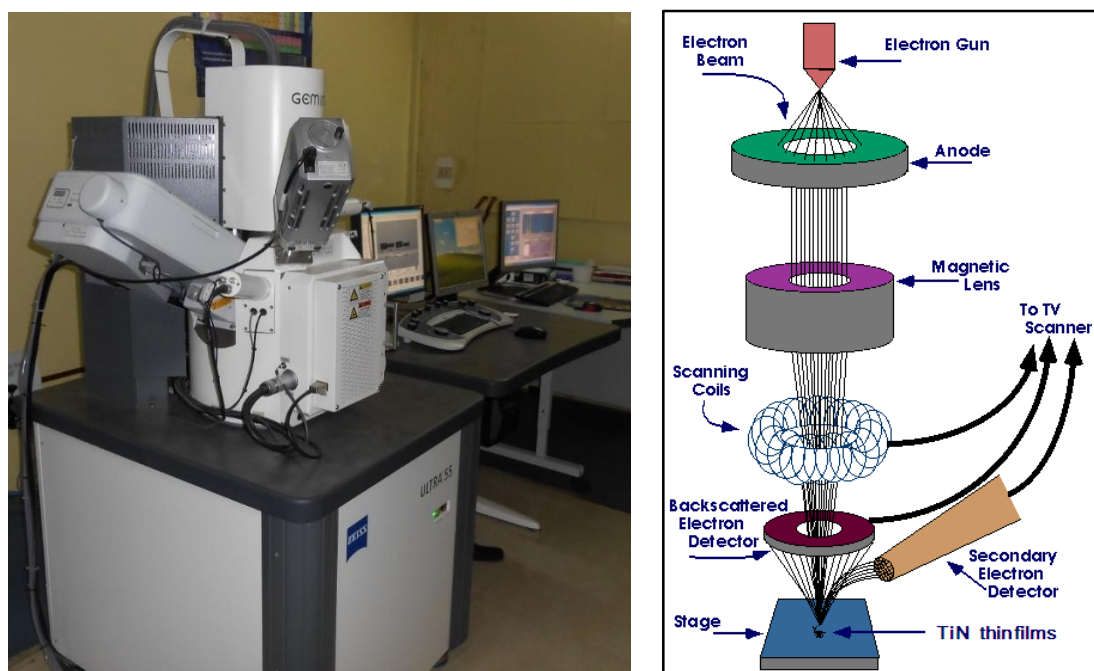 GEMINI
ULTRA 55
ZEISS
Electron
Beam
Electron Gun
Anode
Magnetic
Lens
To TV
Scanner
Scanning
Coils
Backscattered
Electron
Detector
Secondary
Electron
Detector
Stage
TiN thinfilms